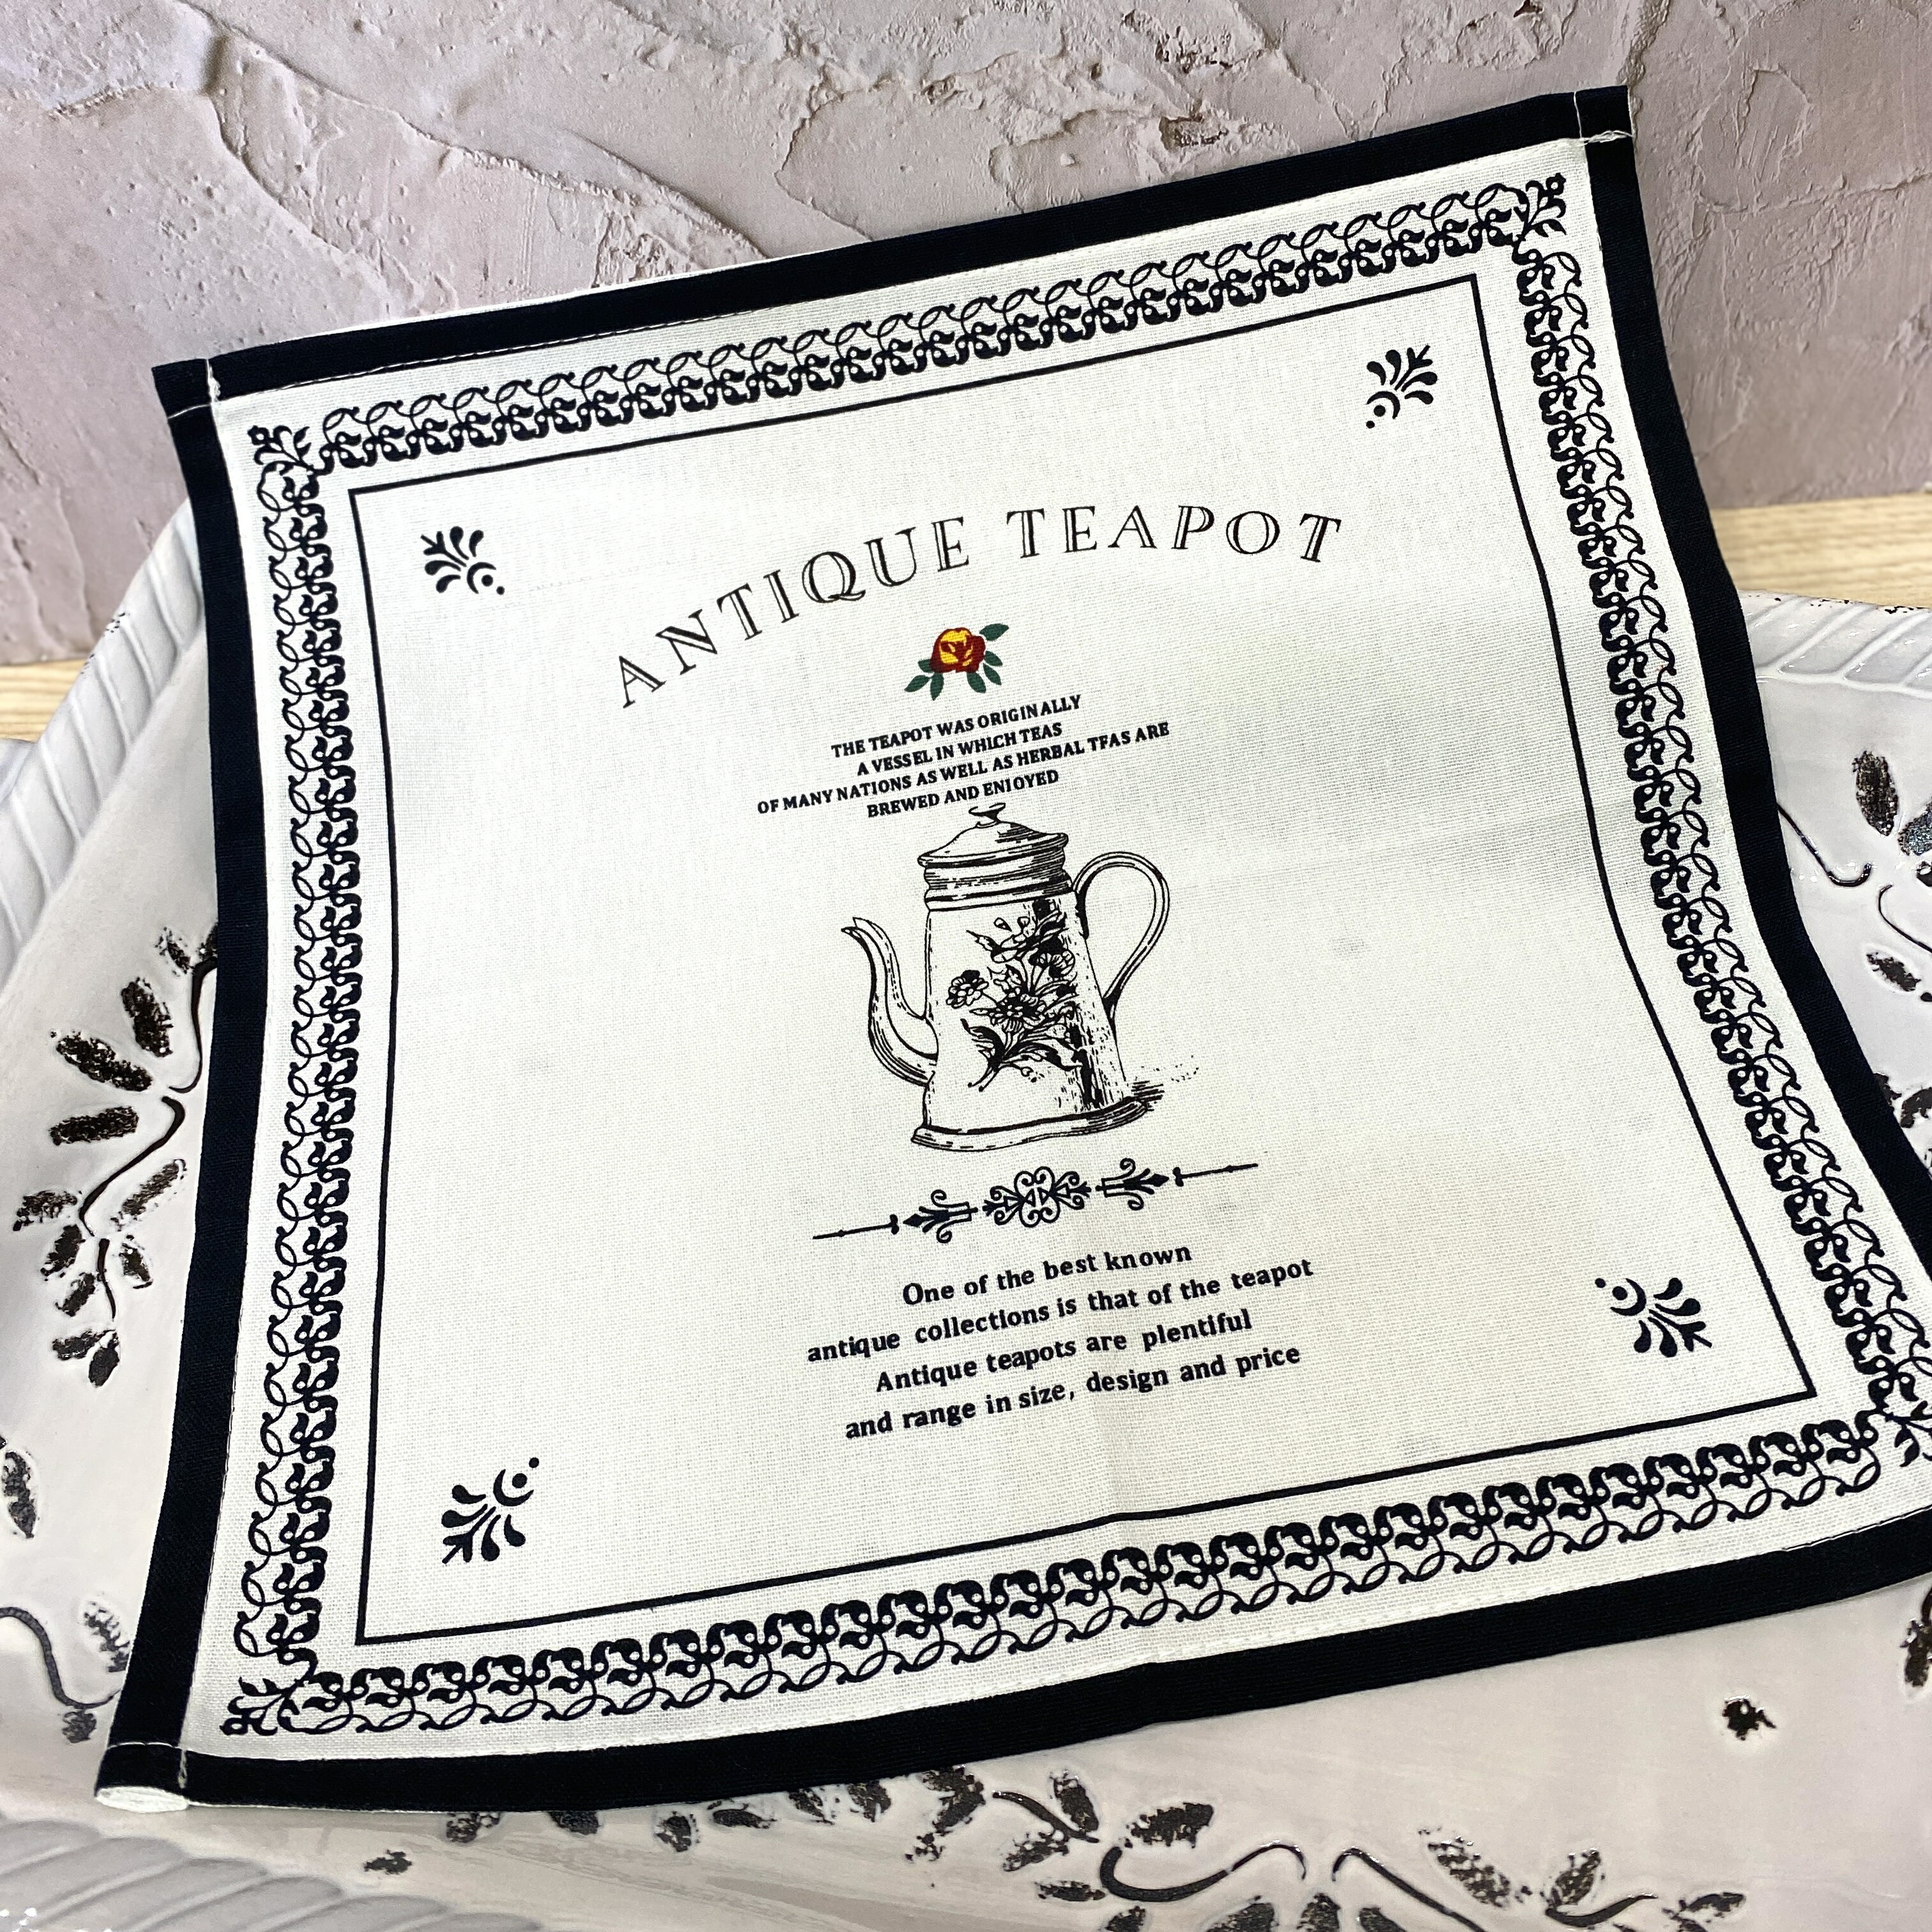 ANTIQUE TEAPOT
THE TEAPOT WAS ORIGINALLY
A VESSEL IN WHICH TEAS
OF MANY NATIONS AS WELL AS HERBAL TFAS ARE
BREWED AND ENIOYED
One of the best known
antique collections is that of the teapot
Antique teapots are plentiful
and range in size, design and price